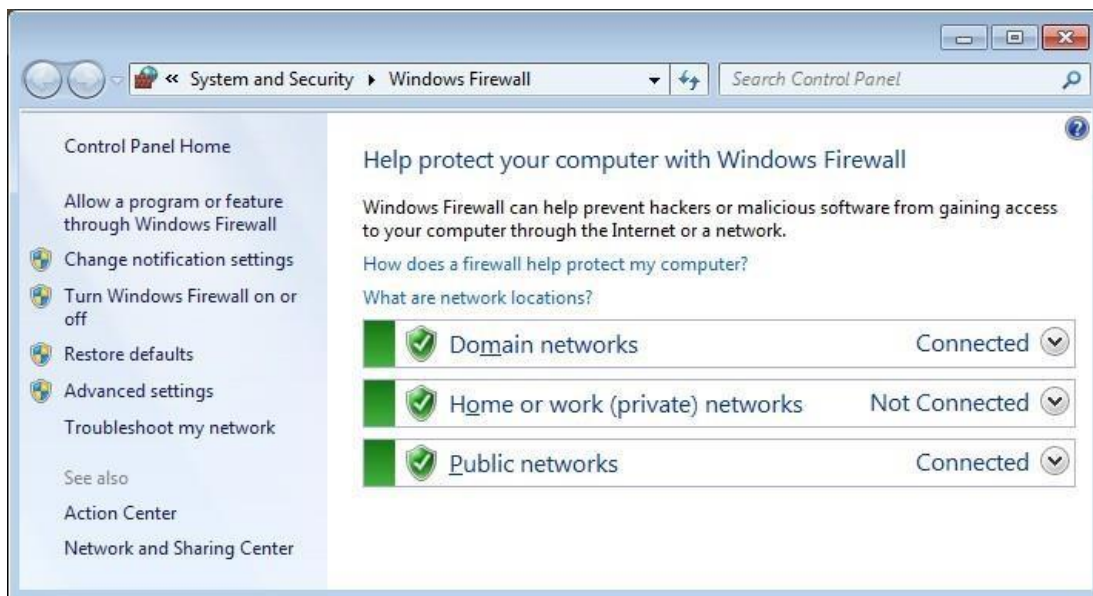 « System and Security ▸ Windows Firewall
Search Control Panel
Control Panel Home
Allow a program or feature
through Windows Firewall
Change notification settings
Turn Windows Firewall on or
off
Restore defaults
Advanced settings
Troubleshoot my network
See also
Action Center
Network and Sharing Center
Help protect your computer with Windows Firewall
Windows Firewall can help prevent hackers or malicious software from gaining access
to your computer through the Internet or a network.
How does a firewall help protect my computer?
What are network locations?
Domain networks Connected
Home or work (private) networks Not Connected
Public networks Connected